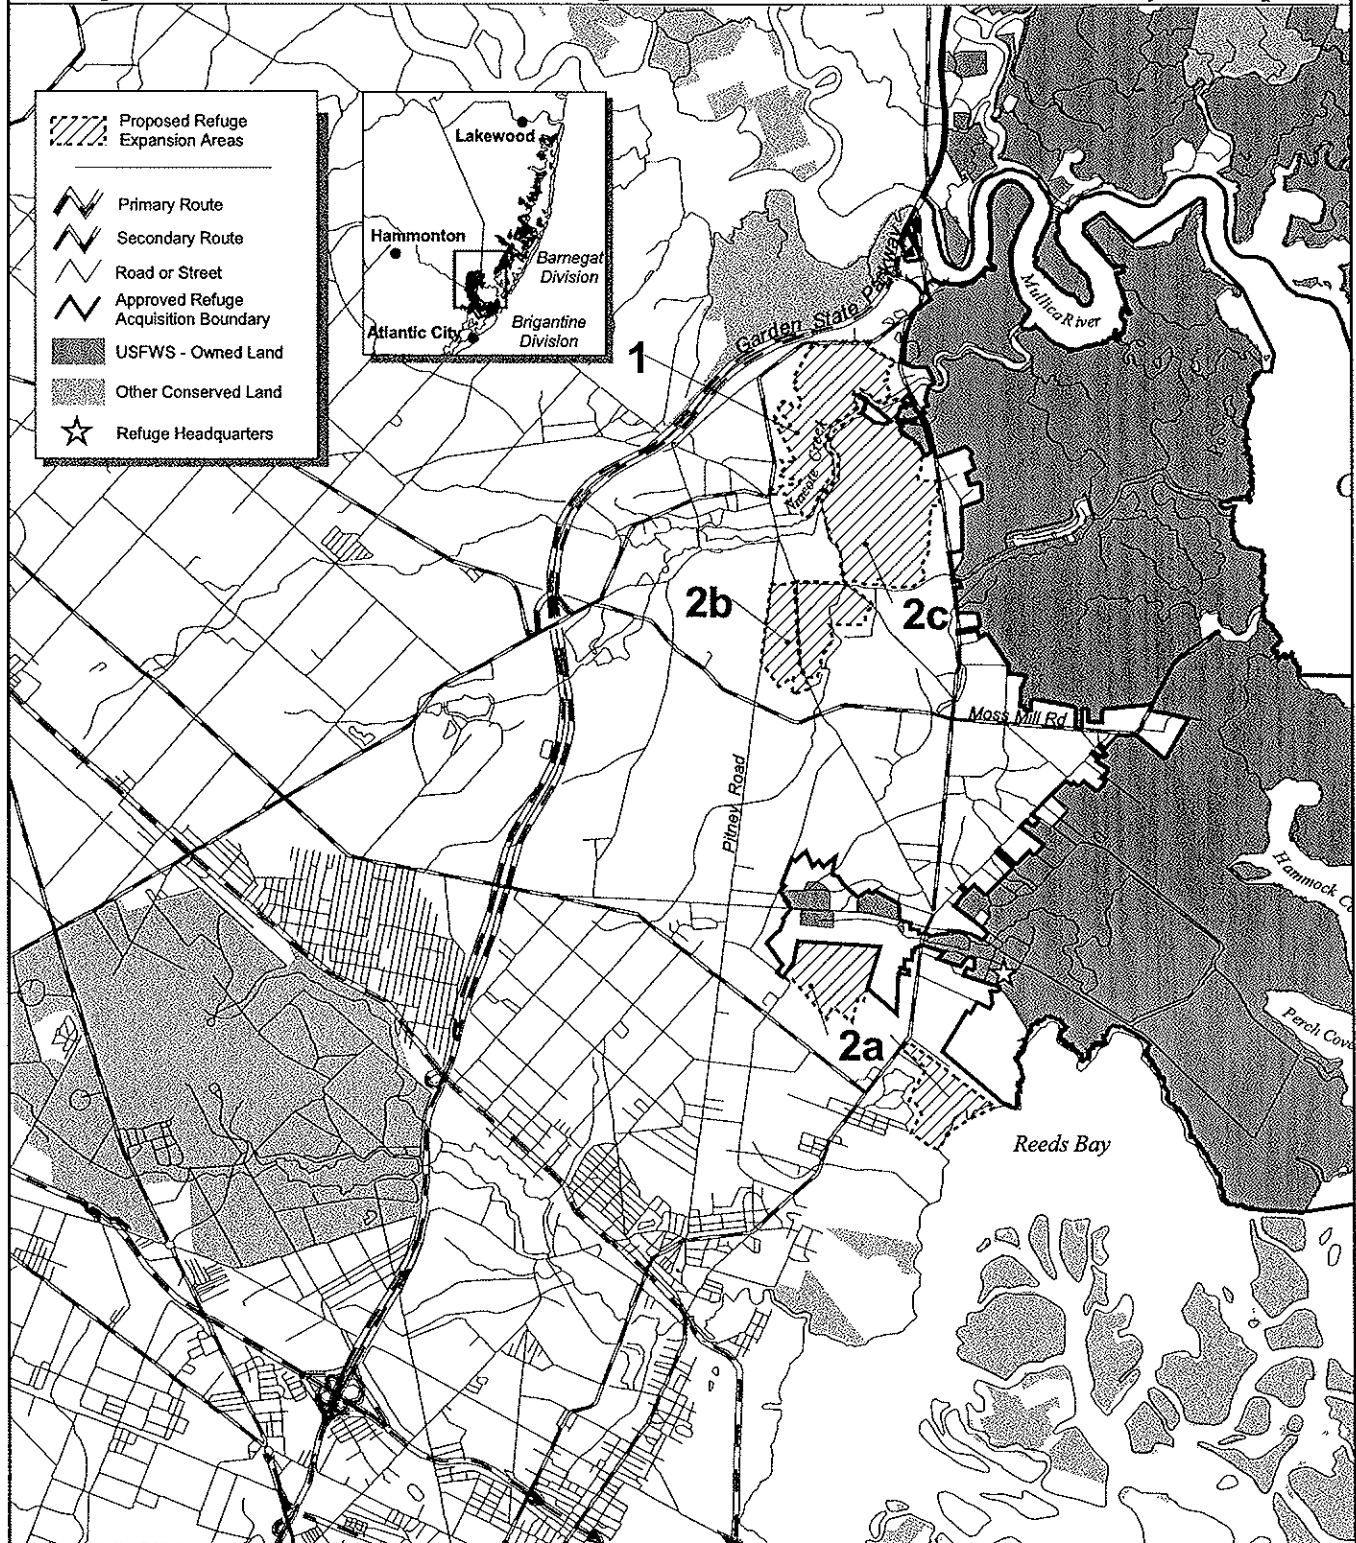 Proposed Refuge
Expansion Areas
Primary Route
Secondary Route
Road or Street
Approved Refuge
Acquisition Boundary
USFWS - Owned Land
Other Conserved Land
Refuge Headquarters
Lakewood
Hammonton
Barnegat
Division
Atlantic City
Brigantine
Division
1
Garden State Parkway
Mullica River
Nacote Creek
2b
2c
Moss Mill Rd
Pitney Road
Hammock
Perch Cove
2a
Reeds Bay